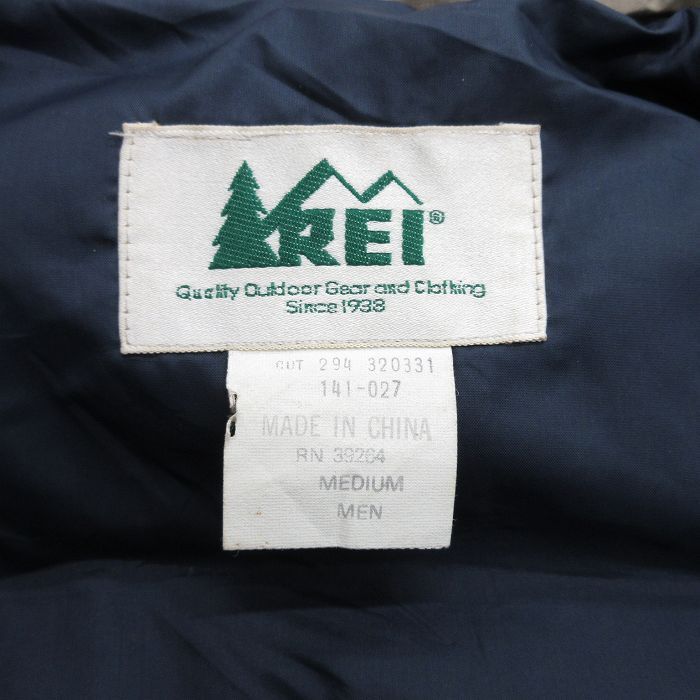 REI®
Quality Outdoor Gear and Clothing
Since 1938
CUT 294 320331
141-027
MADE IN CHINA
RN 39264
MEDIUM
MEN